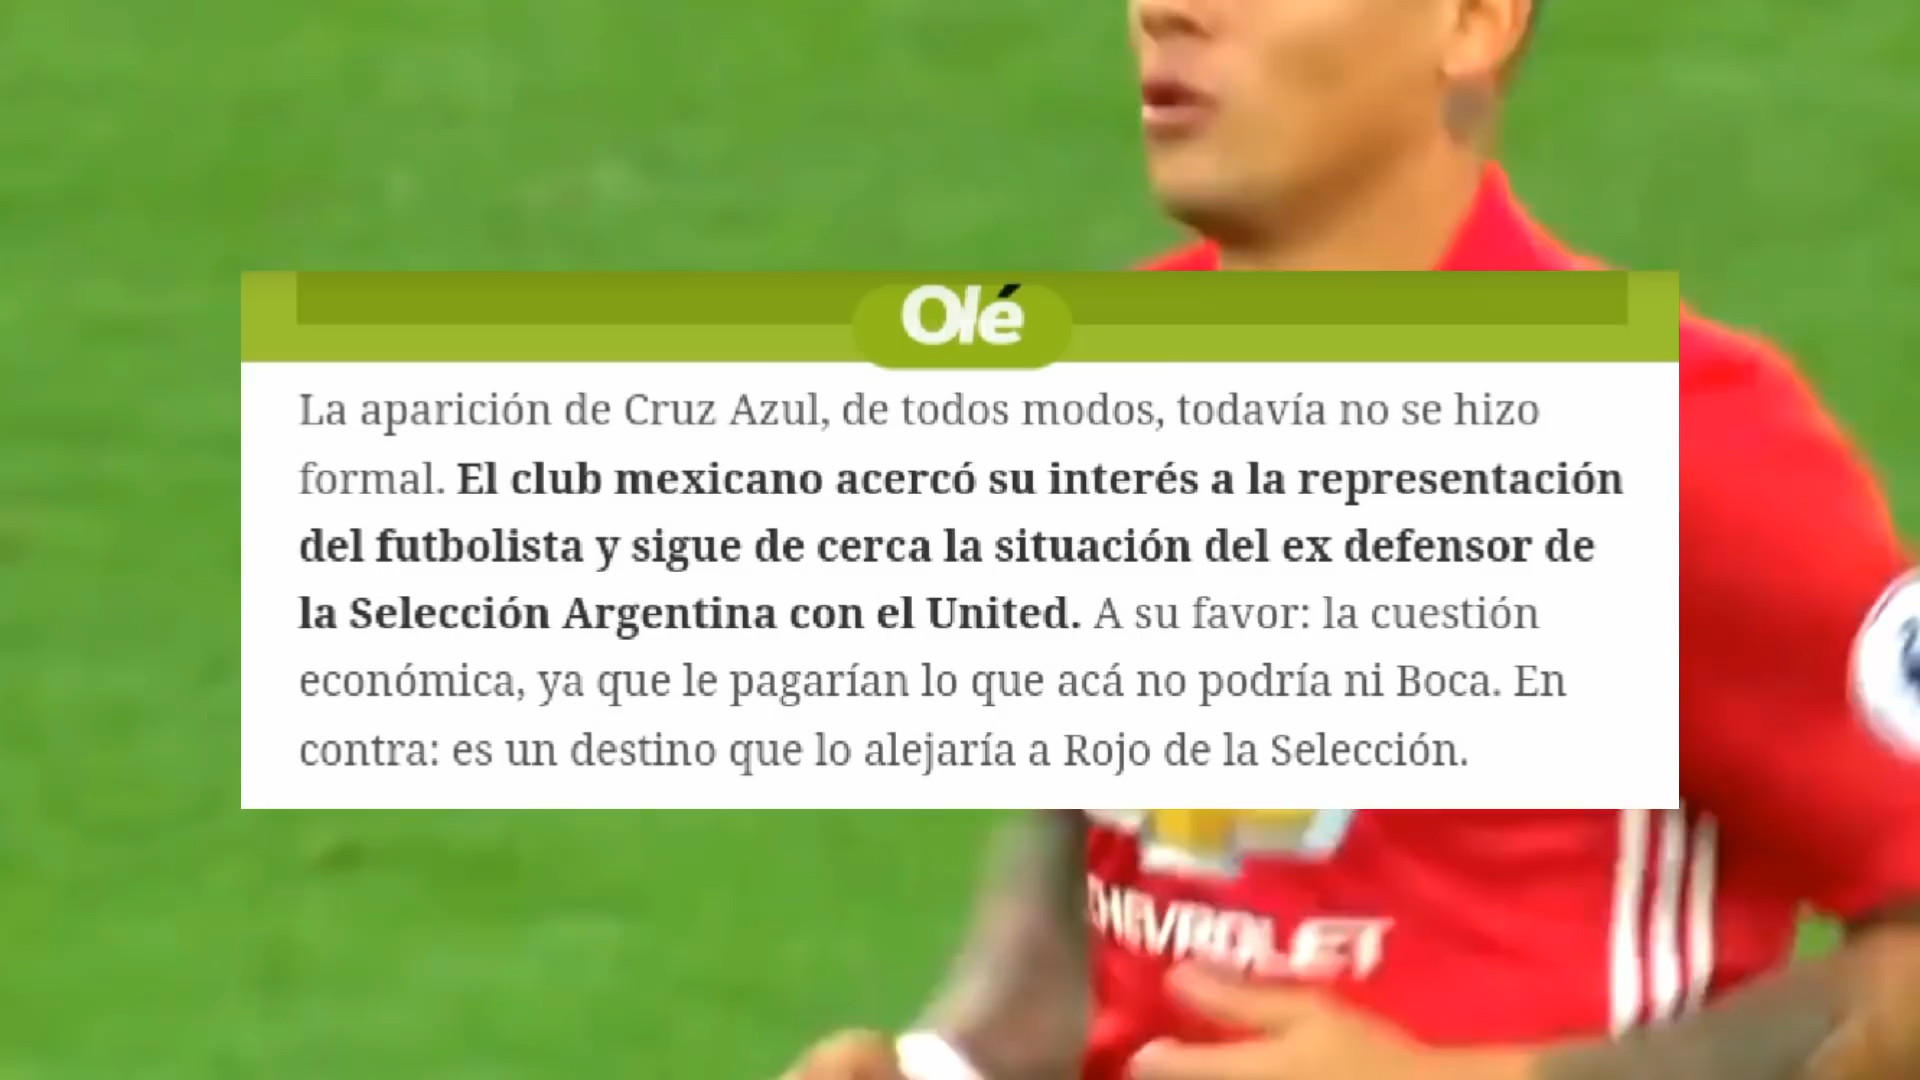 Olé
La aparición de Cruz Azul, de todos modos, todavía no se hizo
formal. El club mexicano acercó su interés a la representación
del futbolista y sigue de cerca la situación del ex defensor de
la Selección Argentina con el United. A su favor: la cuestión
económica, ya que le pagarían lo que acá no podría ni Boca. En
contra: es un destino que lo alejaría a Rojo de la Selección.
CHEVROLET